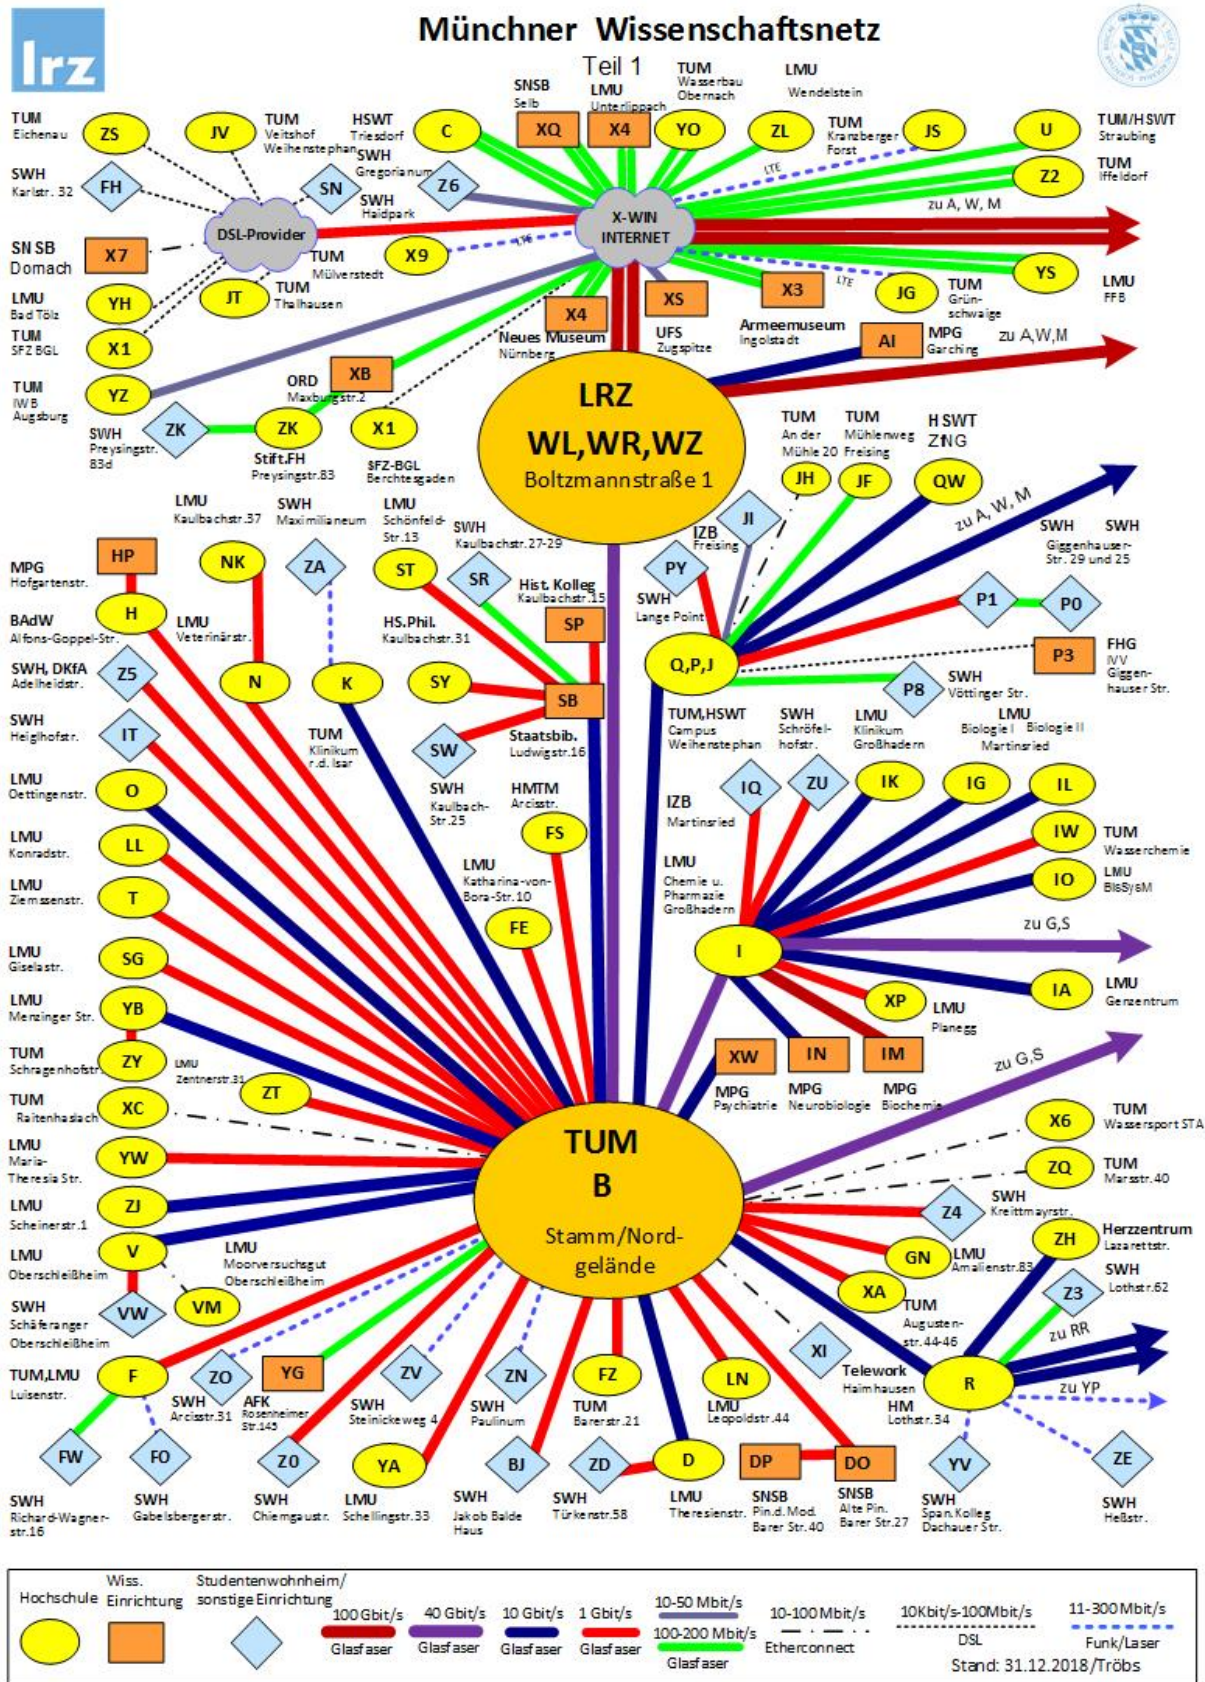 lrz
Münchner Wissenschaftsnetz
Teil 1
TUM
Eichenau
ZS
JV
TUM
Veitshof
Weihenstephan
HSWT
Triesdorf
C
SNSB
Selb
XQ
LMU
Unterlippach
X4
TUM
Wasserbau
Obernach
YO
LMU
Wendelstein
ZL
TUM
Kranzberger
Forst
JS
U
TUM/HSWT
Straubing
SWH
Karlstr. 32
FH
SN
SWH
Haidpark
SWH
Gregorianum
Z6
LTE
Z2
TUM
Iffeldorf
DSL-Provider
X-WIN
INTERNET
zu A, W, M
SNSB
Dornach
X7
TUM
Mülverstedt
X9
LTE
YS
LMU
FFB
LMU
Bad Tölz
YH
JT
TUM
Thalhausen
X4
Neues Museum
Nürnberg
XS
UFS
Zugspitze
X3
Armeemuseum
Ingolstadt
LTE
JG
TUM
Grün-
schwaige
TUM
SFZ BGL
X1
AI
MPG
Garching
zu A,W,M
TUM
IWB
Augsburg
YZ
ORD
Maxburgstr.2
XB
SWH
Preysingstr.
83d
ZK
ZK
Stift.FH
Preysingstr.83
X1
SFZ-BGL
Berchtesgaden
LRZ
WL,WR,WZ
Boltzmannstraße 1
TUM
An der
Mühle 20
JH
TUM
Mühlenweg
Freising
JF
HSWT
ZfNG
QW
zu A, W, M
LMU
Kaulbachstr.37
NK
SWH
Maximilianeum
ZA
LMU
Schönfeld-
Str.13
ST
SWH
Kaulbachstr.27-29
SR
Hist. Kolleg
Kaulbachstr.15
SP
IZB
Freising
JI
PY
SWH
Lange Point
SWH
SWH
Giggenhauser-
Str. 29 und 25
P1
P0
MPG
Hofgartenstr.
HP
BAdW
Alfons-Goppel-Str.
H
LMU
Veterinärstr.
N
HS.Phil.
Kaulbachstr.31
SY
K
TUM
Klinikum
r.d. Isar
SB
Staatsbib.
Ludwigstr.16
SW
SWH
Kaulbach-
Str.25
Q,P,J
TUM,HSWT
Campus
Weihenstephan
P3
FHG
IVV
Giggen-
hauser Str.
P8
SWH
Vöttinger Str.
SWH, DKfA
Adelheidstr.
Z5
SWH
Heiglhofstr.
IT
SWH
Schröfel-
hofstr.
ZU
LMU
Klinikum
Großhadern
IK
LMU
Biologie I
Biologie II
Martinsried
IG
IL
LMU
Oettingenstr.
O
HMTM
Arcisstr.
FS
IZB
Martinsried
IQ
IW
TUM
Wasserchemie
LMU
Konradstr.
LL
LMU
Katharina-von-
Bora-Str.10
FE
LMU
Chemie u.
Pharmazie
Großhadern
I
IO
LMU
BioSysM
LMU
Ziemssenstr.
T
zu G,S
LMU
Giselastr.
SG
IA
LMU
Genzentrum
XP
LMU
Planegg
LMU
Menzinger Str.
YB
XW
MPG
Psychiatrie
IN
MPG
Neurobiologie
IM
MPG
Biochemie
zu G,S
TUM
Schragenhofstr.
ZY
LMU
Zentnerstr.31
ZT
TUM
Raitenhaslach
XC
X6
TUM
Wassersport STA
LMU
Maria-
Theresia Str.
YW
TUM
B
Stamm/Nord-
gelände
ZQ
TUM
Marsstr.40
LMU
Scheinerstr.1
ZJ
Z4
SWH
Kreittmayrstr.
LMU
Oberschleißheim
V
LMU
Moorversuchsgut
Oberschleißheim
VM
GN
LMU
Amalienstr.83
ZH
Herzzentrum
Lazarettstr.
SWH
Schäferanger
Oberschleißheim
VW
XA
TUM
Augusten-
str.44-46
Z3
SWH
Lothstr.62
zu RR
TUM,LMU
Luisenstr.
F
ZO
SWH
Arcisstr.31
YG
AFK
Rosenheimer
Str.145
ZV
SWH
Steinickeweg 4
ZN
SWH
Paulinum
FZ
TUM
Barerstr.21
LN
LMU
Leopoldstr.44
XI
Telework
Haimhausen
HM
Lothstr.34
R
zu YP
FW
SWH
Richard-Wagner-
str.16
FO
SWH
Gabelsbergerstr.
Z0
SWH
Chiemgaustr.
YA
LMU
Schellingstr.33
BJ
SWH
Jakob Balde
Haus
ZD
SWH
Türkenstr.58
D
LMU
Theresienstr.
DP
SNSB
Pin.d. Mod.
Barer Str.40
DO
SNSB
Alte Pin.
Barer Str.27
YV
SWH
Span.Kolleg
Dachauer Str.
ZE
SWH
Heßstr.
Hochschule
Wiss.
Einrichtung
Studentenwohnheim/
sonstige Einrichtung
100 Gbit/s
Glasfaser
40 Gbit/s
Glasfaser
10 Gbit/s
Glasfaser
1 Gbit/s
Glasfaser
10-50 Mbit/s
100-200 Mbit/s
Glasfaser
10-100 Mbit/s
Etherconnect
10Kbit/s-100Mbit/s
DSL
11-300 Mbit/s
Funk/Laser
Stand: 31.12.2018/Tröbs